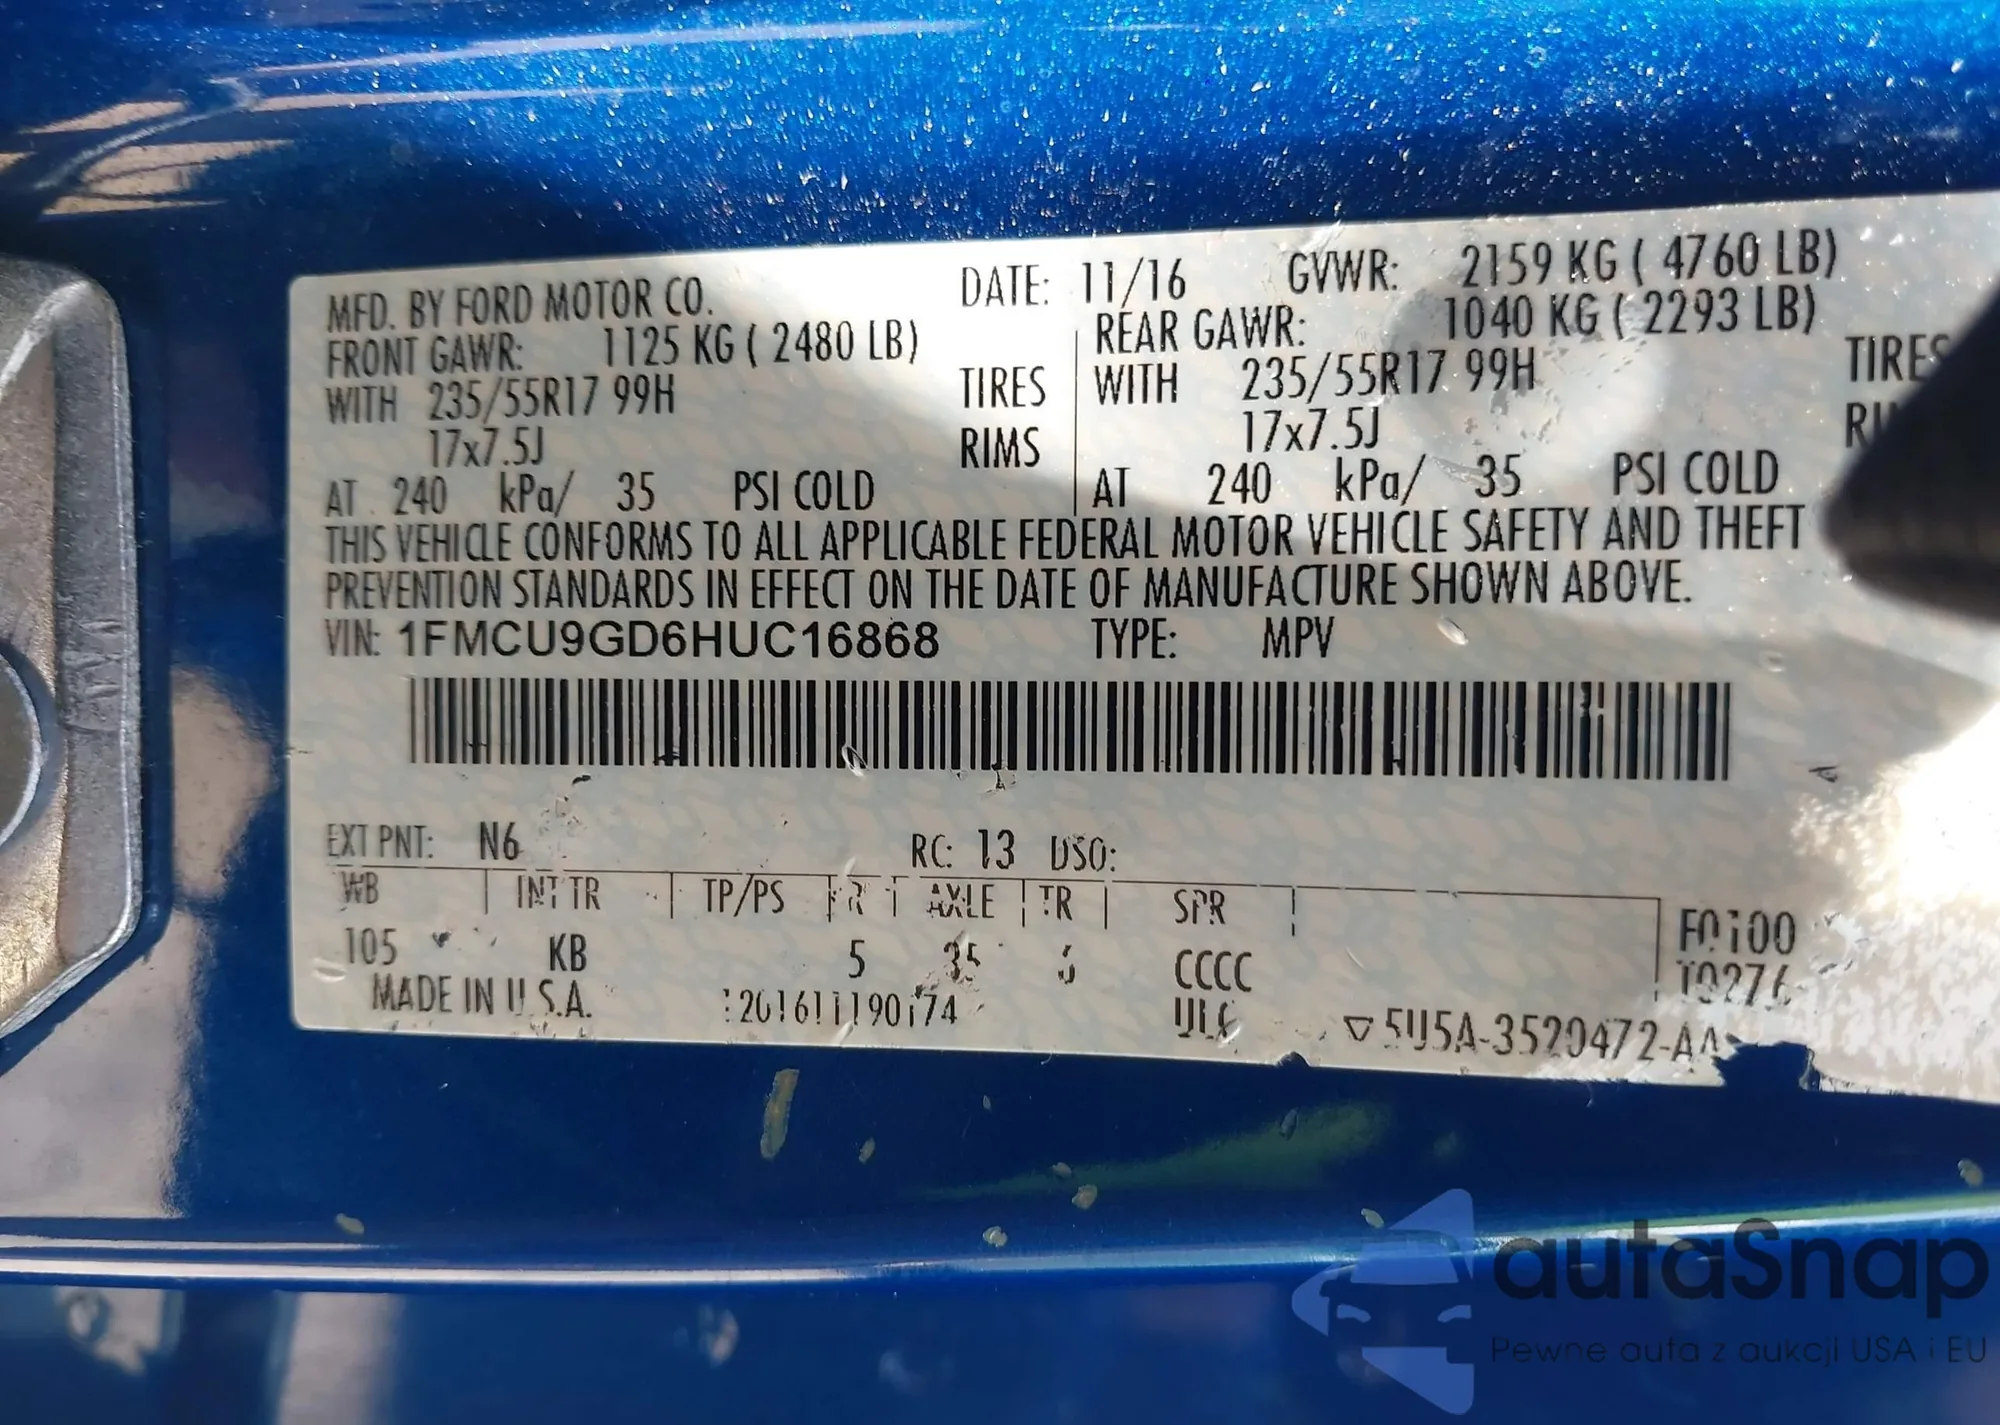 MFD. BY FORD MOTOR CO. DATE: 11/16 GVWR: 2159 KG ( 4760 LB)
FRONT GAWR: 1125 KG ( 2480 LB) REAR GAWR: 1040 KG ( 2293 LB)
WITH 235/55R17 99H TIRES WITH 235/55R17 99H TIRES
17x7.5J RIMS 17x7.5J
AT 240 kPa/ 35 PSI COLD AT 240 kPa/ 35 PSI COLD
THIS VEHICLE CONFORMS TO ALL APPLICABLE FEDERAL MOTOR VEHICLE SAFETY AND THEFT
PREVENTION STANDARDS IN EFFECT ON THE DATE OF MANUFACTURE SHOWN ABOVE.
VIN: 1FMCU9GD6HUC16868 TYPE: MPV
EXT PNT: N6 RC: 13 DSO:
WB INT TR TP/PS R AXLE TR SPR
105 KB 5 35 CCCC
MADE IN U.S.A.
autaSnap
Pewne auta z aukcji USA i EU